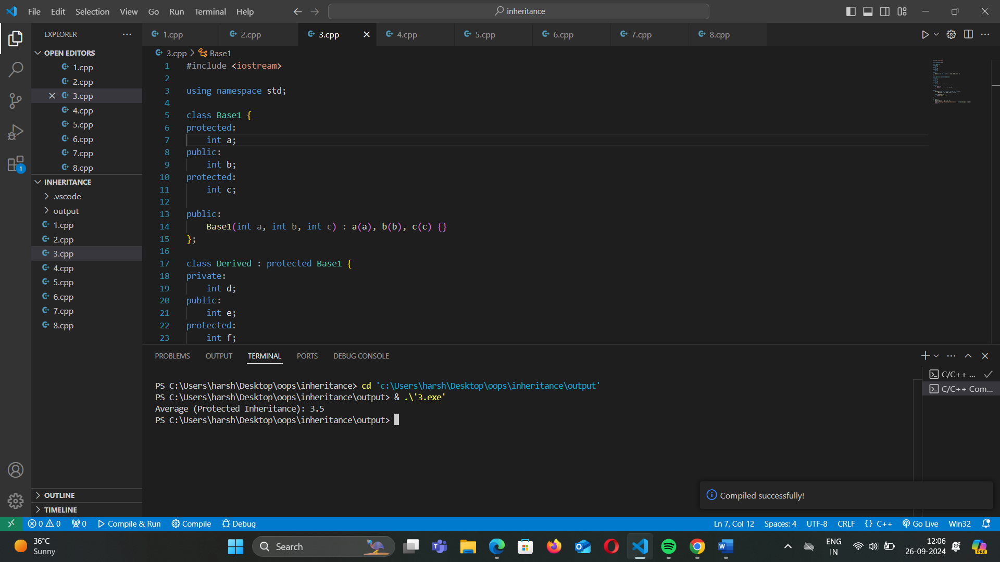 File Edit Selection View Go Run Terminal Help
inheritance
EXPLORER
OPEN EDITORS
1.cpp
2.cpp
3.cpp
4.cpp
5.cpp
6.cpp
7.cpp
8.cpp
INHERITANCE
.vscode
output
1.cpp
2.cpp
3.cpp
4.cpp
5.cpp
6.cpp
7.cpp
8.cpp
OUTLINE
TIMELINE
1
1.cpp 2.cpp 3.cpp 4.cpp 5.cpp 6.cpp 7.cpp 8.cpp
3.cpp > Base1
1 #include <iostream>
2
3 using namespace std;
4
5 class Base1 {
6 protected:
7 int a;
8 public:
9 int b;
10 protected:
11 int c;
12
13 public:
14 Base1(int a, int b, int c) : a(a), b(b), c(c) {}
15 };
16
17 class Derived : protected Base1 {
18 private:
19 int d;
20 public:
21 int e;
22 protected:
23 int f;
PROBLEMS OUTPUT TERMINAL PORTS DEBUG CONSOLE
PS C:\Users\harsh\Desktop\oops\inheritance> cd 'c:\Users\harsh\Desktop\oops\inheritance\output'
PS C:\Users\harsh\Desktop\oops\inheritance\output> & .\'3.exe'
Average (Protected Inheritance): 3.5
PS C:\Users\harsh\Desktop\oops\inheritance\output>
C/C++ ...
C/C++ Com...
Compiled successfully!
0 0 0 Compile & Run Compile Debug
Ln 7, Col 12 Spaces: 4 UTF-8 CRLF {} C++ Go Live Win32
36°C
Sunny
Search
ENG
IN
12:06
26-09-2024
PRE